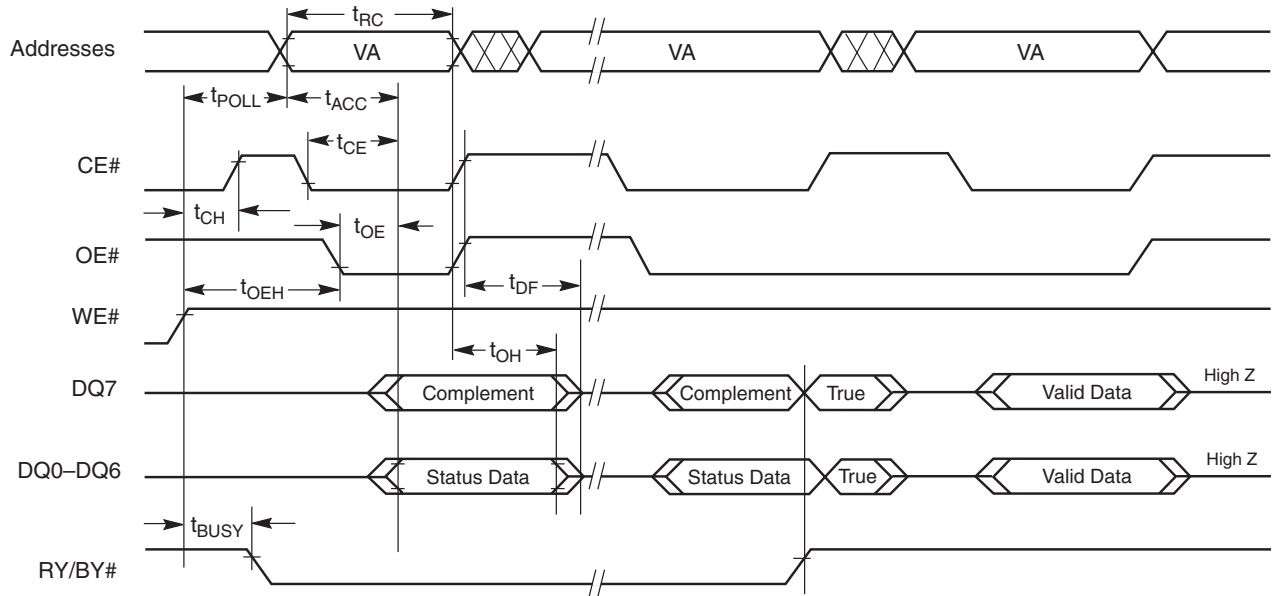 tRC
Addresses VA VA VA
tPOLL tACC
tCE
CE#
tCH tOE
OE#
tOEH tDF
WE#
tOH
DQ7 Complement Complement True Valid Data High Z
DQ0–DQ6 Status Data Status Data True Valid Data High Z
tBUSY
RY/BY#